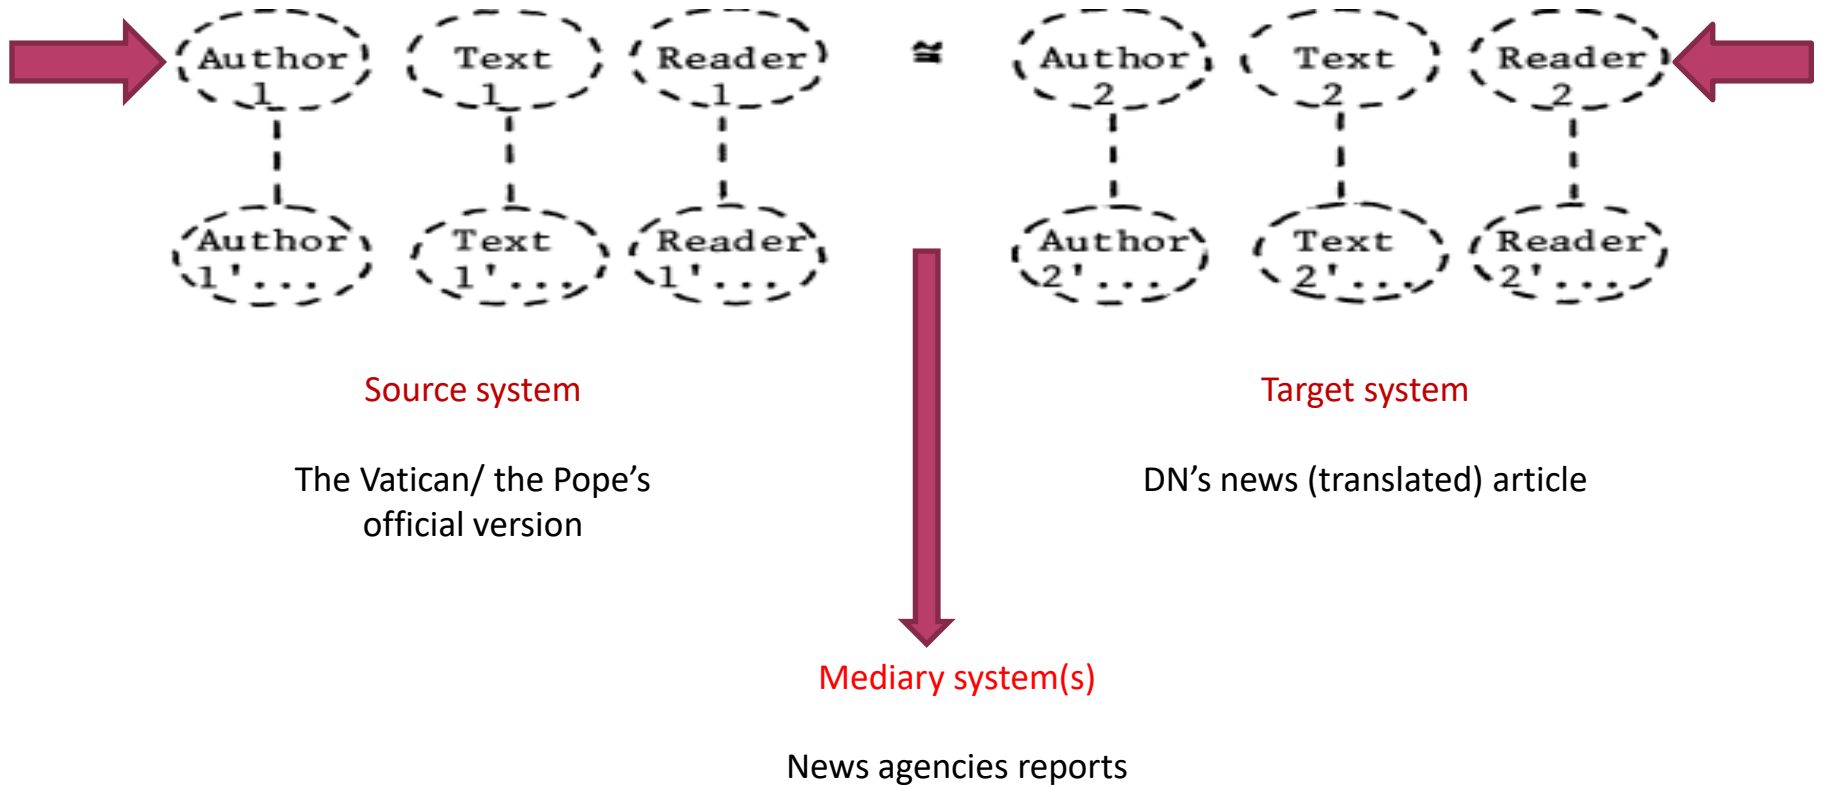 Author Text Reader ≅ Author Text Reader
1 1 1 2 2 2
Author Text Reader Author Text Reader
1'... 1'... 1'... 2'... 2'... 2'...
Source system Target system
The Vatican/ the Pope’s DN’s news (translated) article
official version
Mediary system(s)
News agencies reports